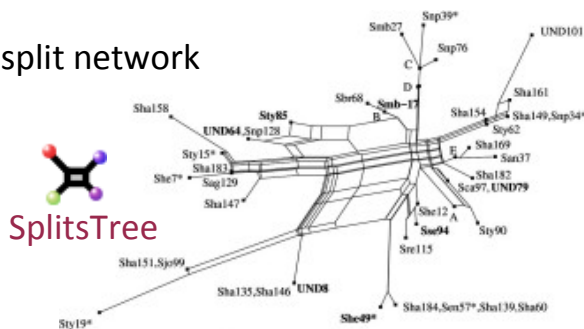 split network
SplitsTree
Snp39*
Smb27
UND101
Snp76
C
D
Sbr68
Smb-17
B
Sha161
Sha154
Sha149,Snp34*
Sty62
Sha158
Sty85
UND64,Snp128
Sha169
E
San37
Sty15*
Sha183
She7*
Sag129
Sha182
Sca97,UND79
Sha147
She12
A
Sse94
Sty90
Sre115
Sha151,Sjo99
Sha135,Sha146
UND8
Sty19*
She49*
Sha184,Sen57*,Sha139,Sha60